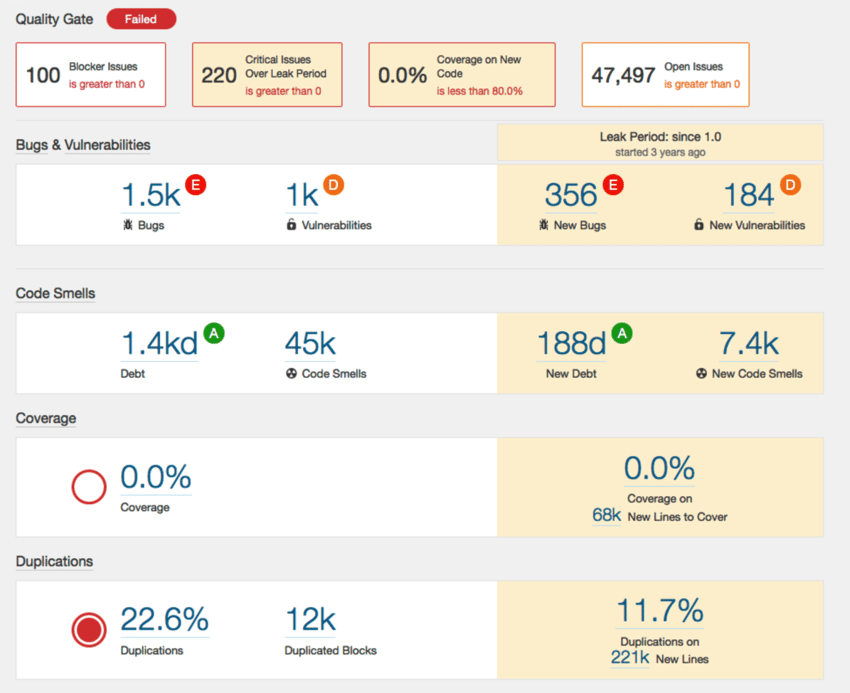 Quality Gate Failed
100 Blocker Issues
is greater than 0
220 Critical Issues
Over Leak Period
is greater than 0
0.0% Coverage on New
Code
is less than 80.0%
47,497 Open Issues
is greater than 0
Bugs & Vulnerabilities
Leak Period: since 1.0
started 3 years ago
1.5k E
Bugs
1k D
Vulnerabilities
356 E
New Bugs
184 D
New Vulnerabilities
Code Smells
1.4kd A
Debt
45k
Code Smells
188d A
New Debt
7.4k
New Code Smells
Coverage
0.0%
Coverage
0.0%
Coverage on
68k New Lines to Cover
Duplications
22.6%
Duplications
12k
Duplicated Blocks
11.7%
Duplications on
221k New Lines